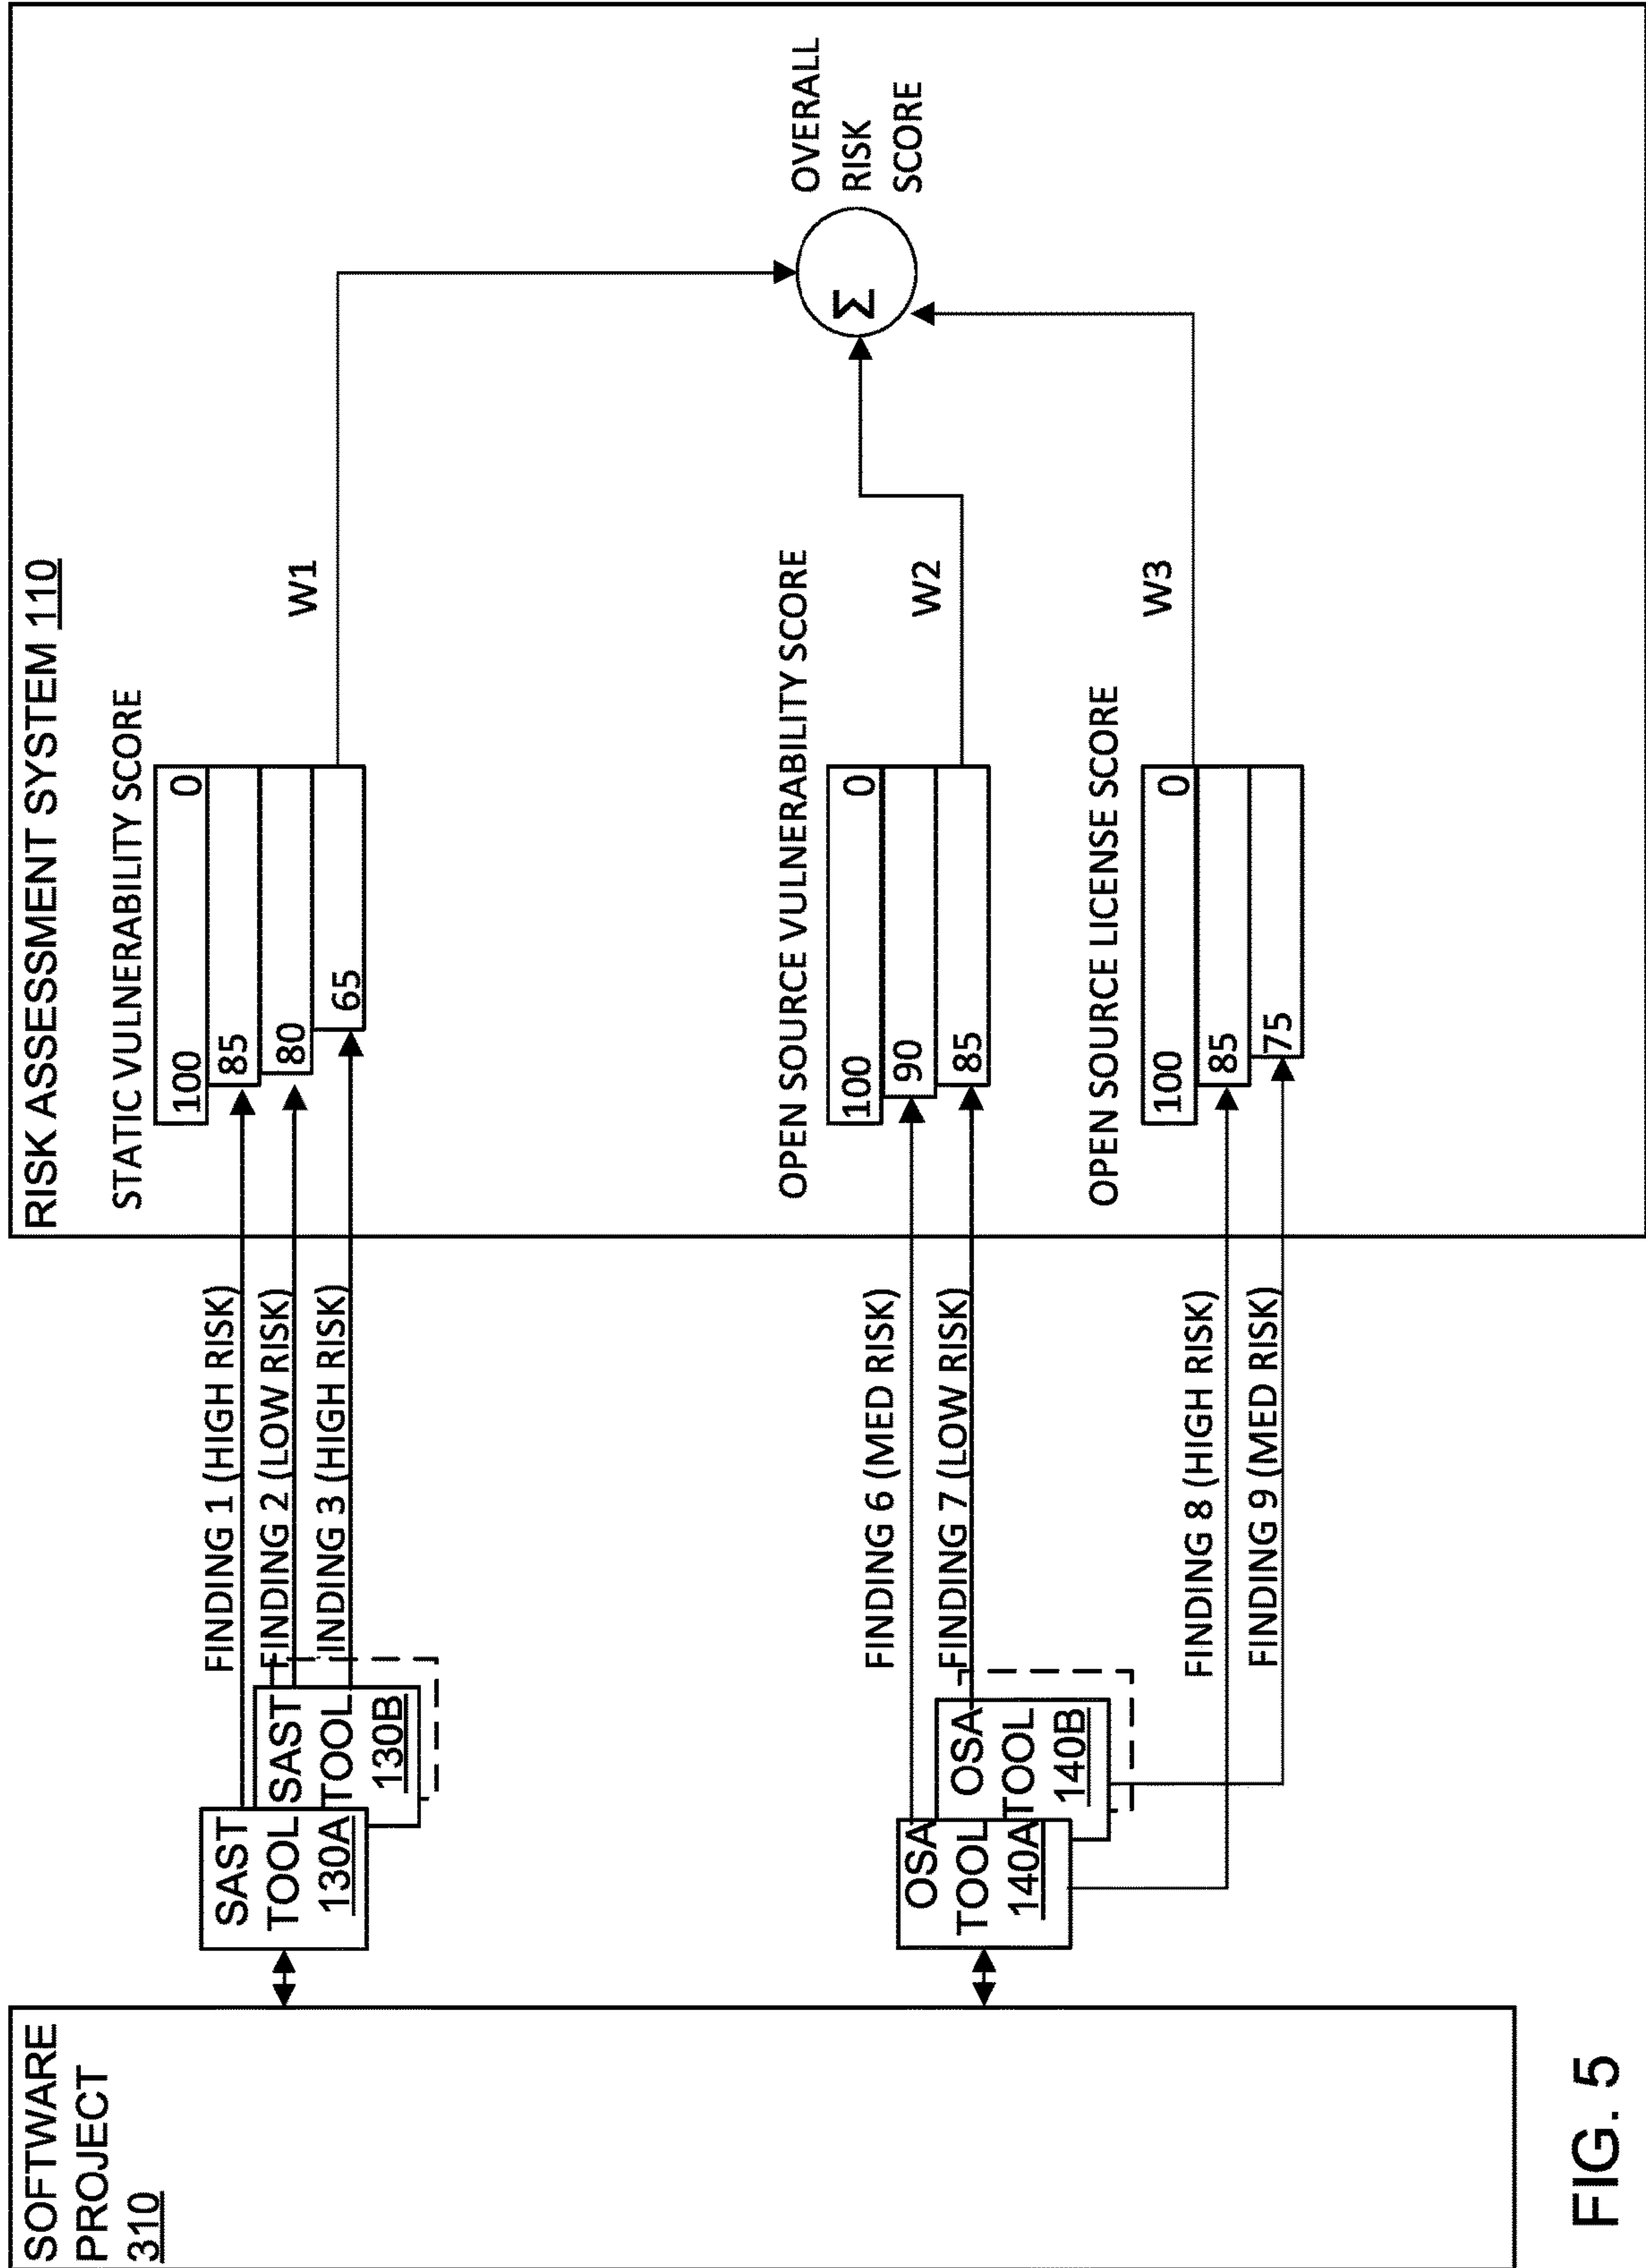 SOFTWARE
PROJECT
310
SAST
TOOL
130A
SAST
TOOL
130B
FINDING 1 (HIGH RISK)
FINDING 2 (LOW RISK)
INDING 3 (HIGH RISK)
OSA
TOOL
140A
OSA
TOOL
140B
FINDING 6 (MED RISK)
FINDING 7 (LOW RISK)
FINDING 8 (HIGH RISK)
FINDING 9 (MED RISK)
RISK ASSESSMENT SYSTEM 110
STATIC VULNERABILITY SCORE
100 0
85
80
65
W1
OPEN SOURCE VULNERABILITY SCORE
100 0
90
85
W2
OPEN SOURCE LICENSE SCORE
100 0
85
75
W3
Σ
OVERALL
RISK
SCORE
FIG. 5